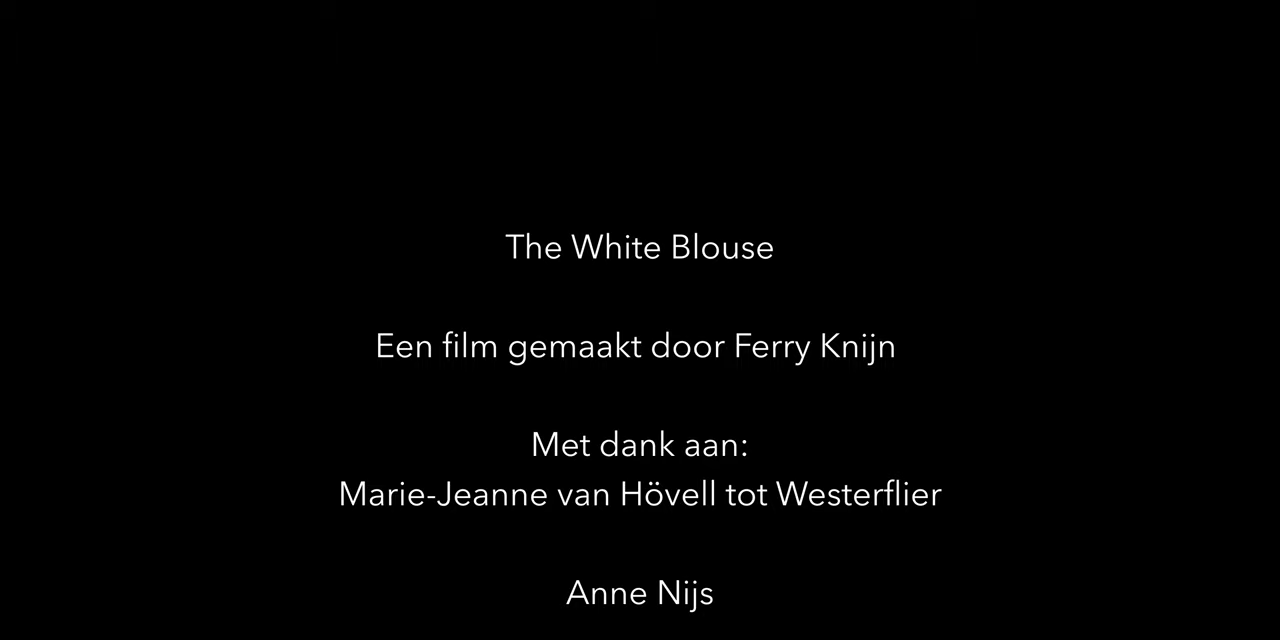 The White Blouse
Een film gemaakt door Ferry Knijn
Met dank aan:
Marie-Jeanne van Hövell tot Westerflier
Anne Nijs